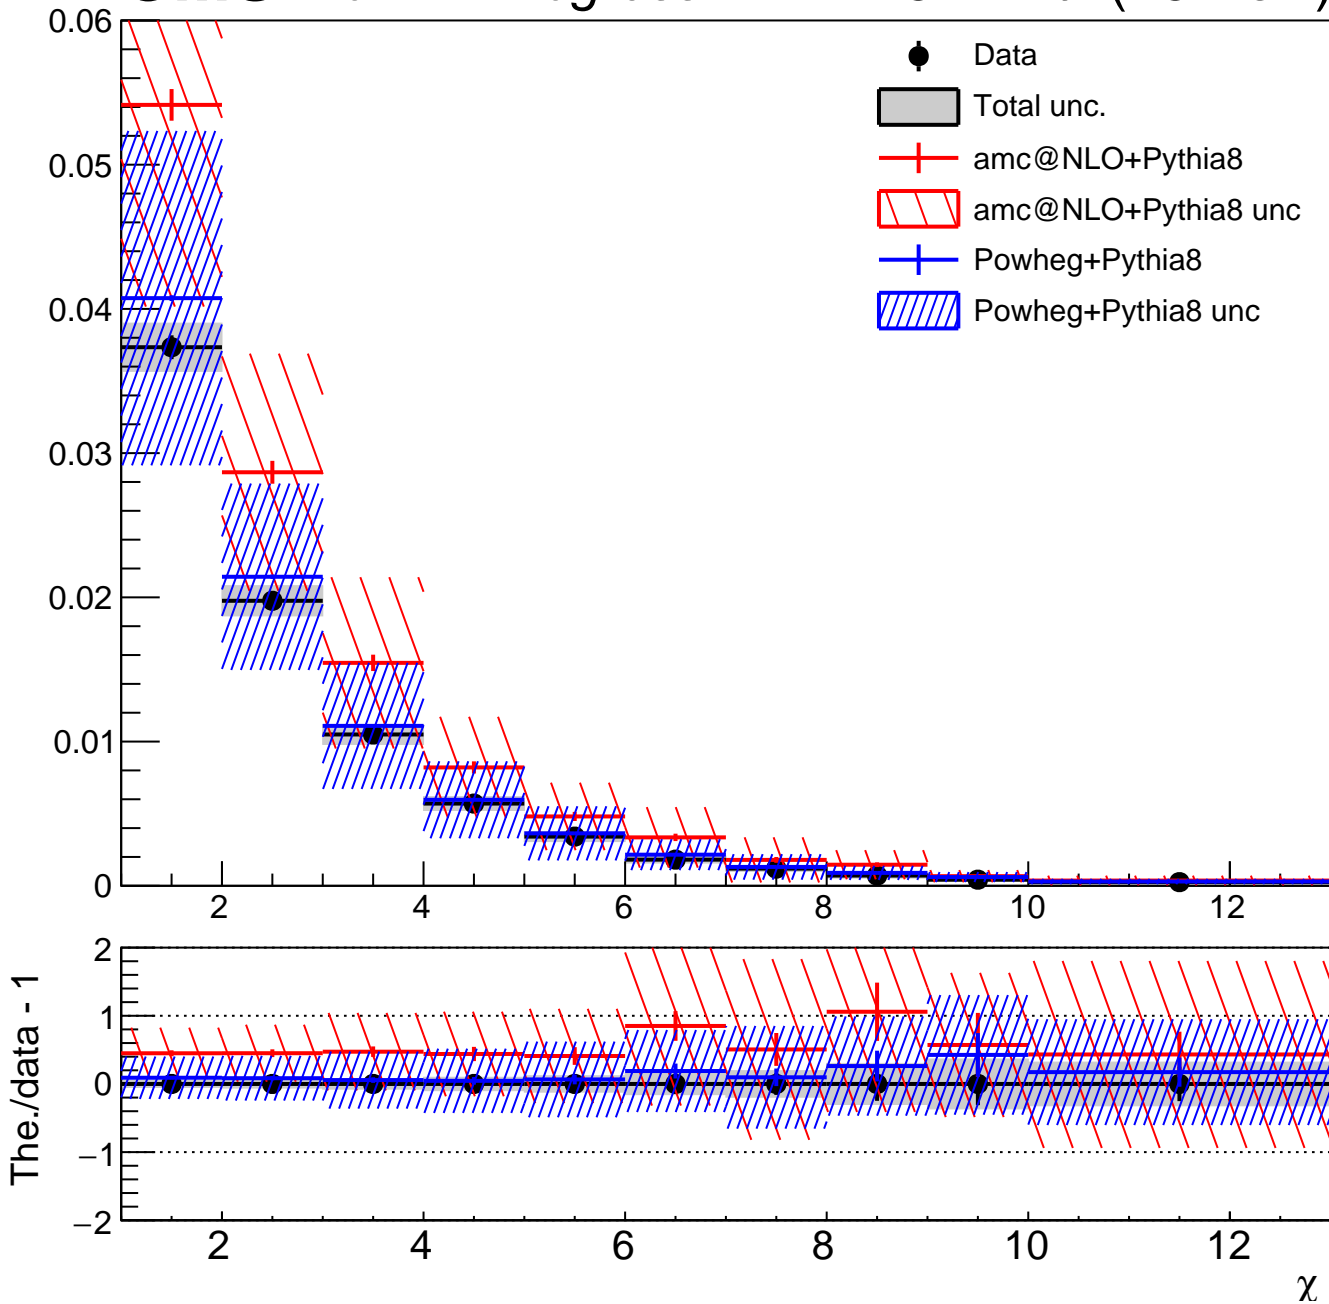 0.06
0.05
0.04
0.03
0.02
0.01
0
Data
Total unc.
amc@NLO+Pythia8
amc@NLO+Pythia8 unc
Powheg+Pythia8
Powheg+Pythia8 unc
2 4 6 8 10 12
2
1
0
−1
−2
The./data - 1
2 4 6 8 10 12
χ